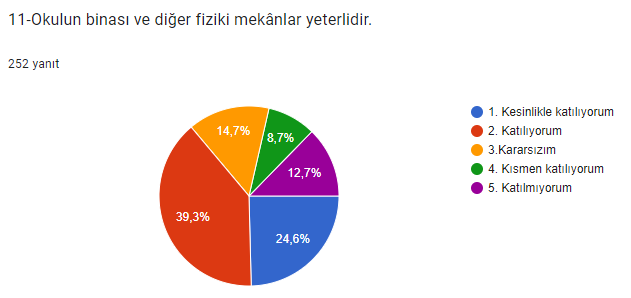 11-Okulun binası ve diğer fiziki mekânlar yeterlidir.
252 yanıt
1. Kesinlikle katılıyorum
2. Katılıyorum
3.Kararsızım
4. Kısmen katılıyorum
5. Katılmıyorum
14,7%
8,7%
12,7%
39,3%
24,6%